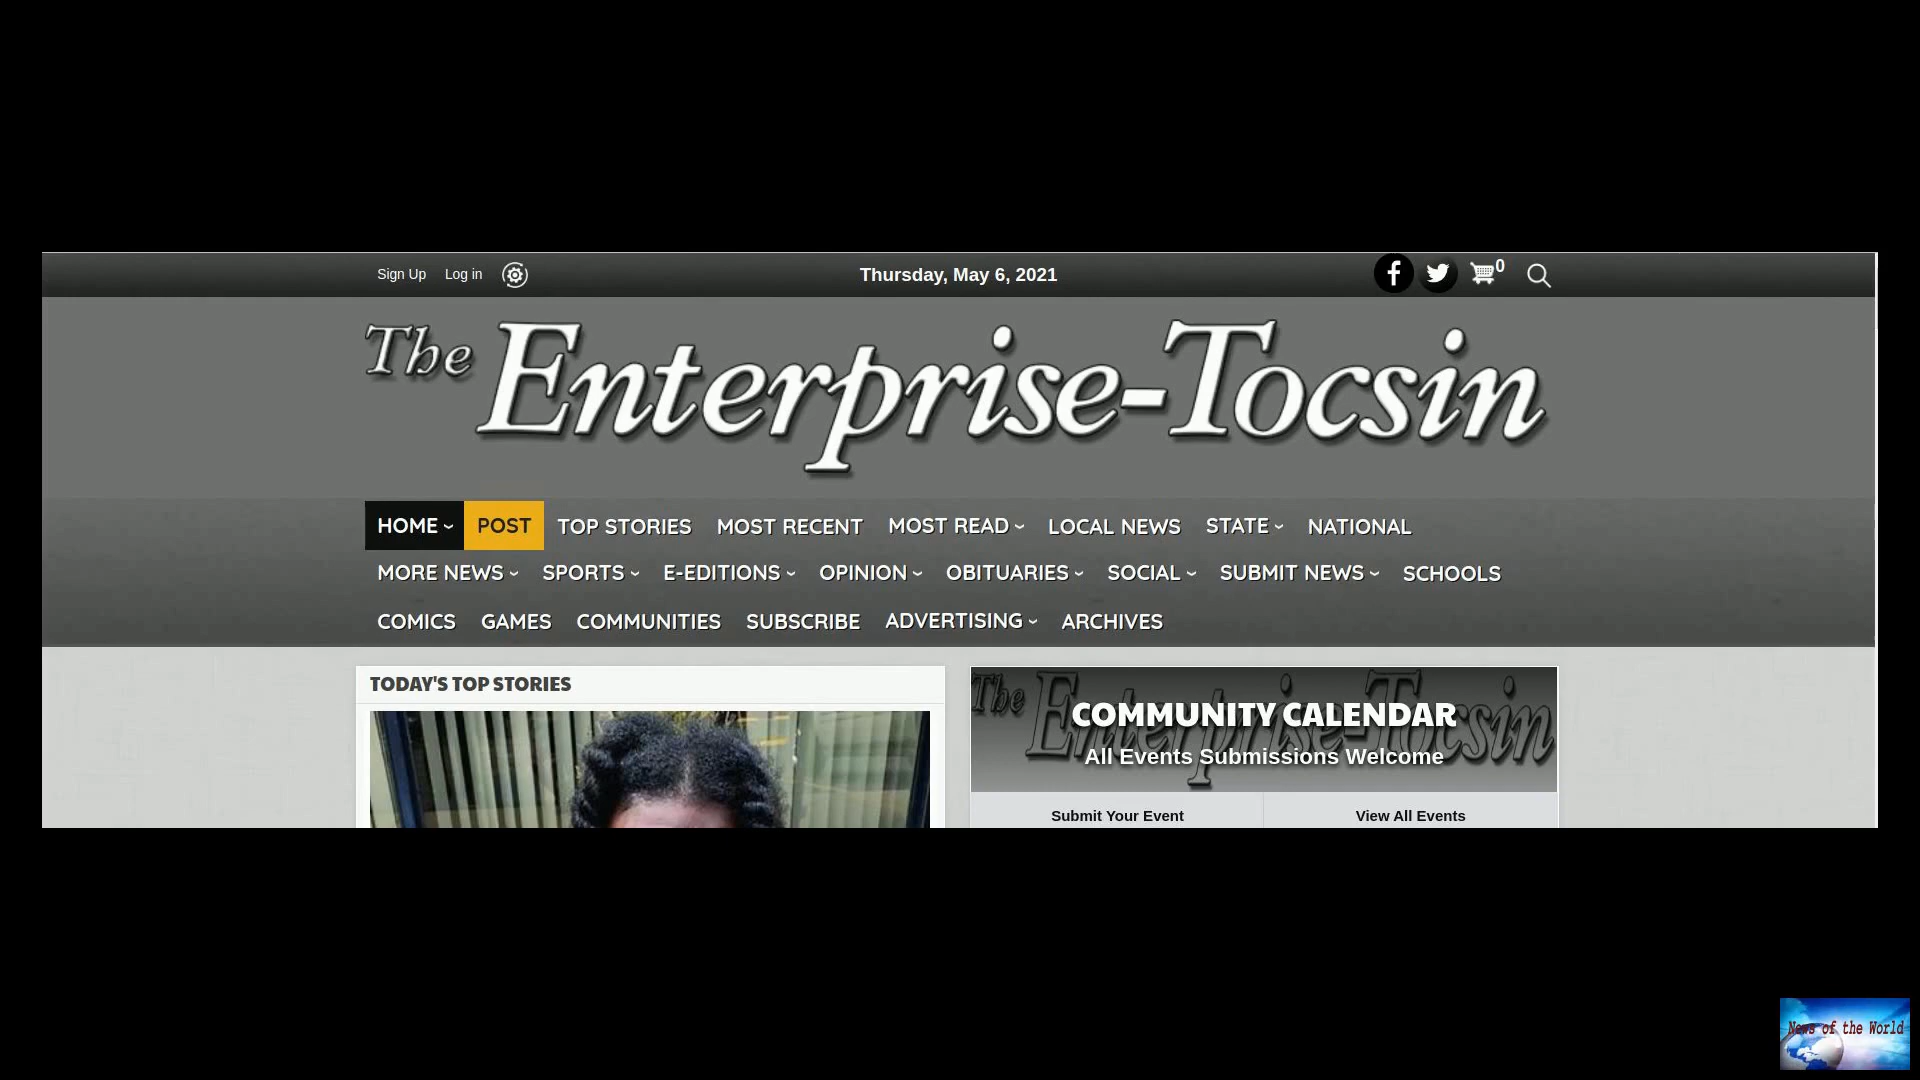 Sign Up Log in Thursday, May 6, 2021 0
The Enterprise-Tocsin
HOME POST TOP STORIES MOST RECENT MOST READ LOCAL NEWS STATE NATIONAL
MORE NEWS SPORTS E-EDITIONS OPINION OBITUARIES SOCIAL SUBMIT NEWS SCHOOLS
COMICS GAMES COMMUNITIES SUBSCRIBE ADVERTISING ARCHIVES
TODAY'S TOP STORIES
The Enterprise-Tocsin
COMMUNITY CALENDAR
All Events Submissions Welcome
Submit Your Event View All Events
News of the World